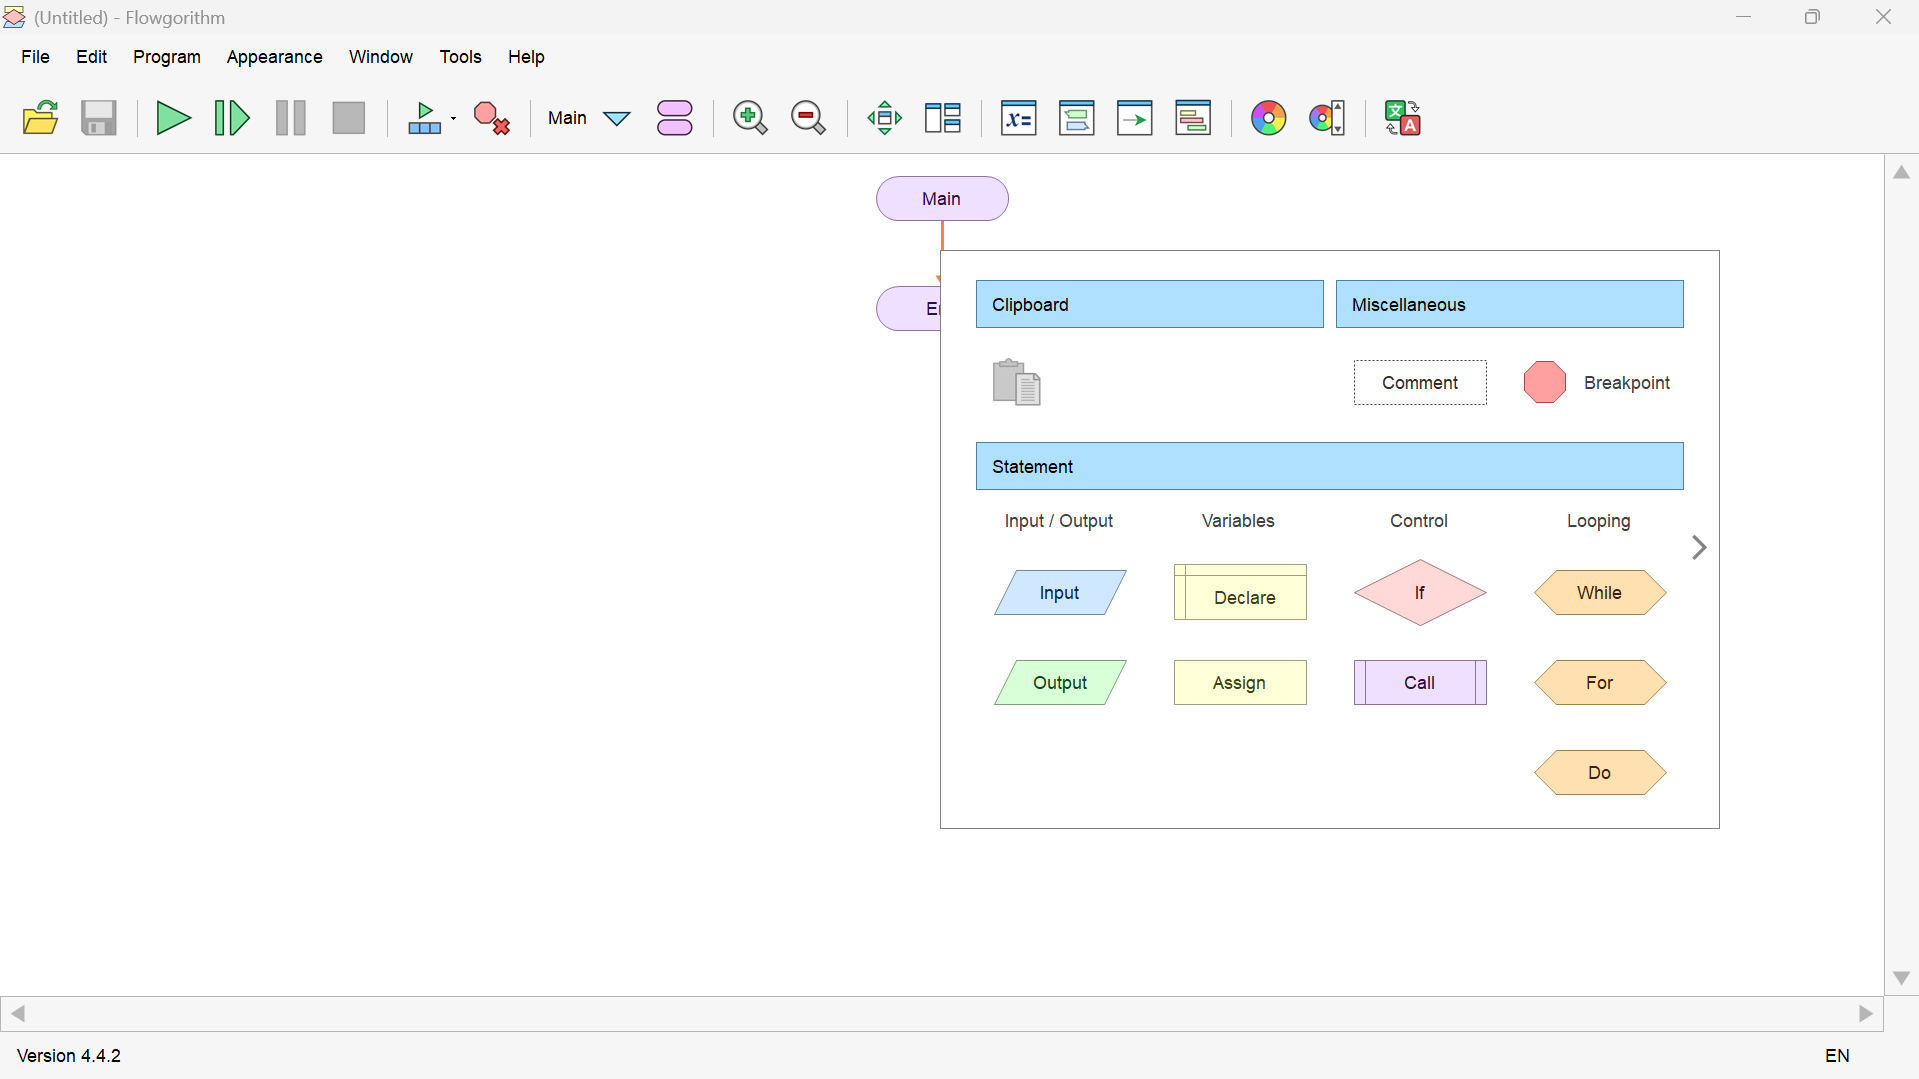 (Untitled) - Flowgorithm
File Edit Program Appearance Window Tools Help
Main
Main
Clipboard Miscellaneous
Comment Breakpoint
Statement
Input / Output Variables Control Looping
Input Declare If While
Output Assign Call For
Do
Version 4.4.2 EN